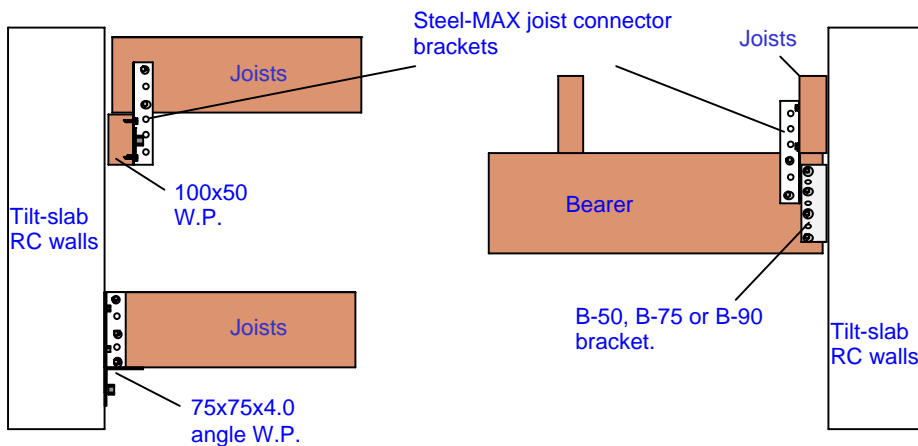 Steel-MAX joist connector
brackets
Joists
100x50
W.P.
Tilt-slab
RC walls
Joists
75x75x4.0
angle W.P.
Joists
Bearer
B-50, B-75 or B-90
bracket.
Tilt-slab
RC walls